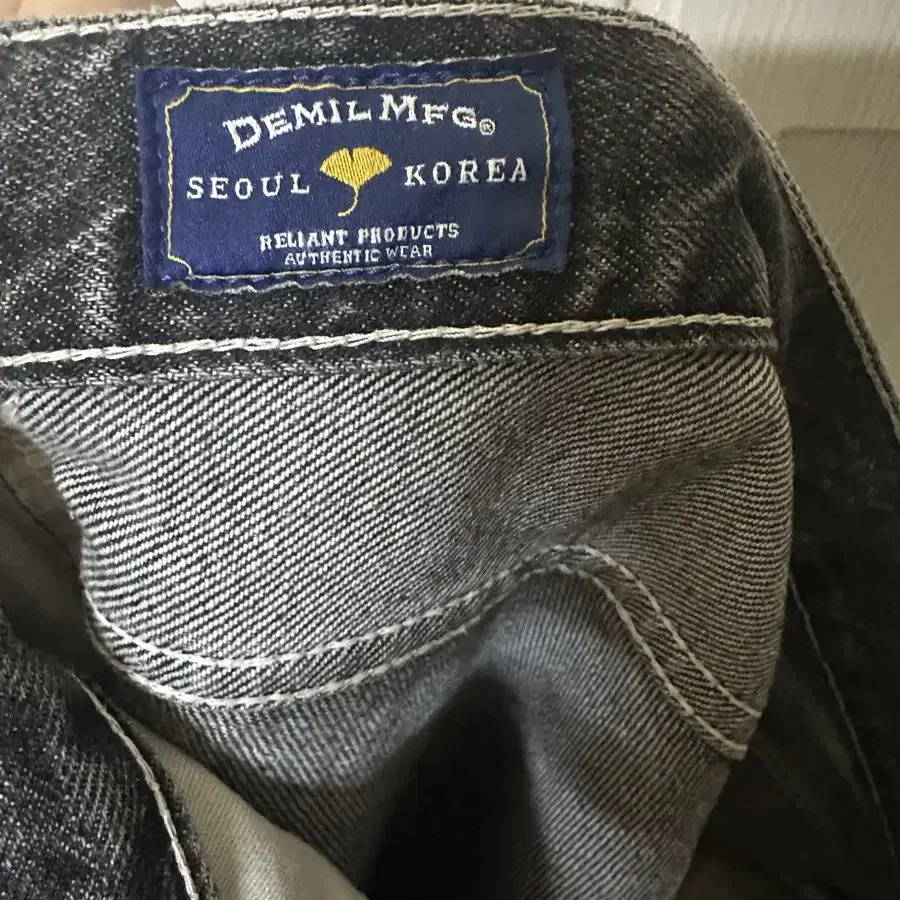 DEMIL MFG®
SEOUL KOREA
RELIANT PRODUCTS
AUTHENTIC WEAR